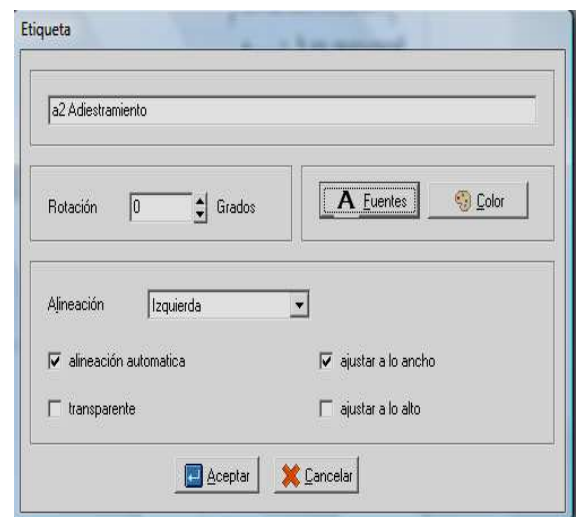 Etiqueta
a2 Adiestramiento
Rotación 0 Grados
A Fuentes Color
Alineación Izquierda
alineación automatica ajustar a lo ancho
transparente ajustar a lo alto
Aceptar Cancelar